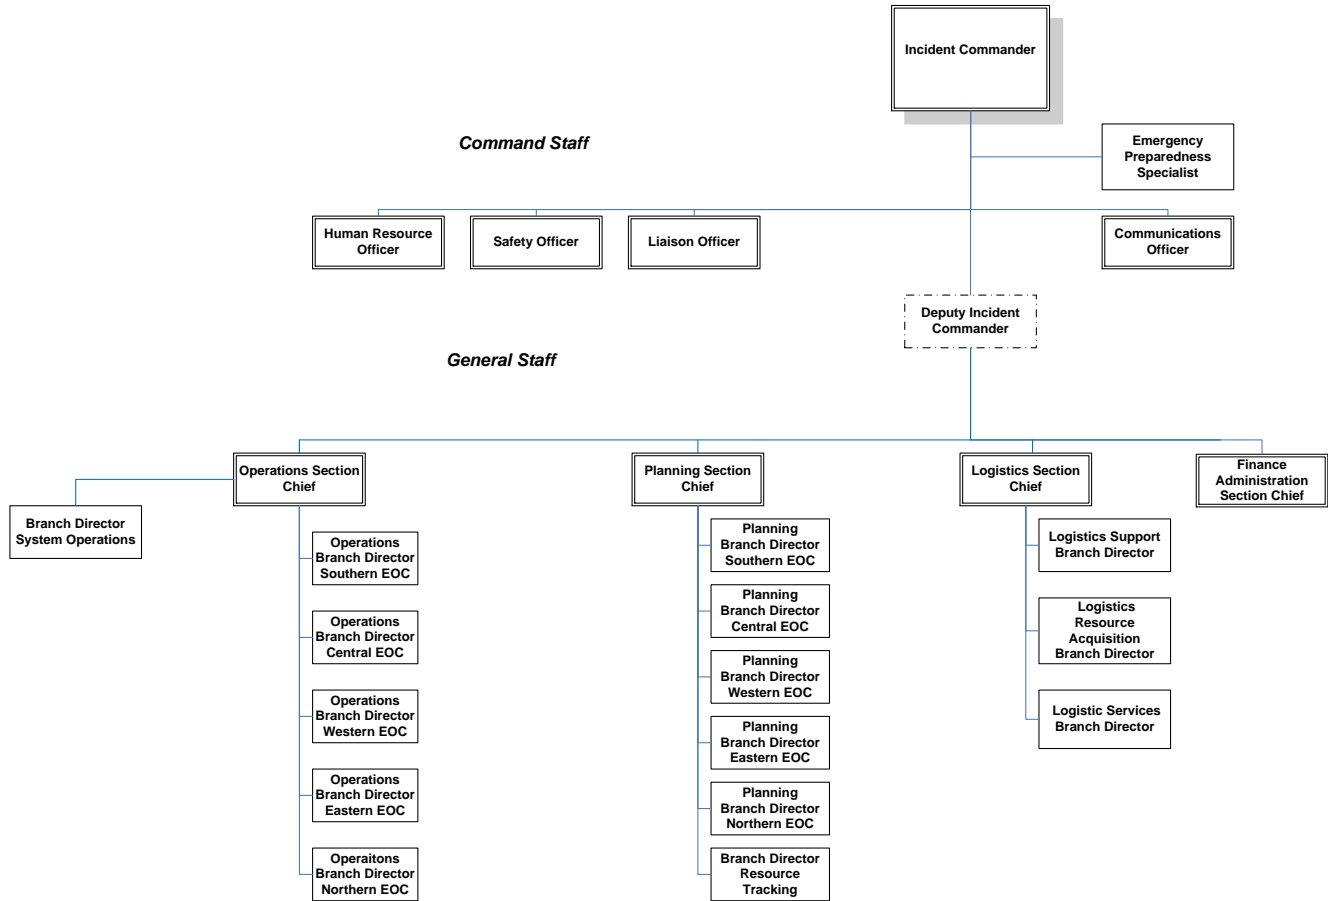 Incident Commander
Command Staff
Emergency
Preparedness
Specialist
Human Resource
Officer
Safety Officer
Liaison Officer
Communications
Officer
Deputy Incident
Commander
General Staff
Operations Section
Chief
Planning Section
Chief
Logistics Section
Chief
Finance
Administration
Section Chief
Branch Director
System Operations
Operations
Branch Director
Southern EOC
Operations
Branch Director
Central EOC
Operations
Branch Director
Western EOC
Operations
Branch Director
Eastern EOC
Operaitons
Branch Director
Northern EOC
Planning
Branch Director
Southern EOC
Planning
Branch Director
Central EOC
Planning
Branch Director
Western EOC
Planning
Branch Director
Eastern EOC
Planning
Branch Director
Northern EOC
Branch Director
Resource
Tracking
Logistics Support
Branch Director
Logistics
Resource
Acquisition
Branch Director
Logistic Services
Branch Director